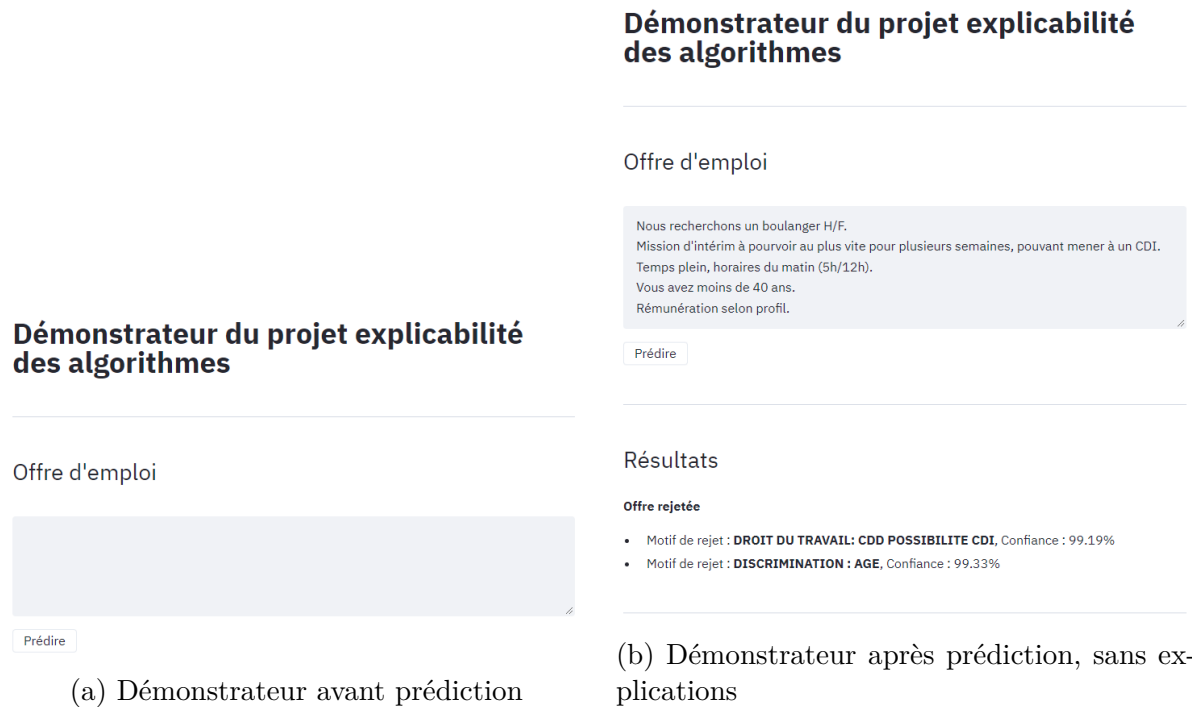 Démonstrateur du projet explicabilité
des algorithmes
Offre d'emploi
Prédire
(a) Démonstrateur avant prédiction
Démonstrateur du projet explicabilité
des algorithmes
Offre d'emploi
Nous recherchons un boulanger H/F.
Mission d'intérim à pourvoir au plus vite pour plusieurs semaines, pouvant mener à un CDI.
Temps plein, horaires du matin (5h/12h).
Vous avez moins de 40 ans.
Rémunération selon profil.
Prédire
Résultats
Offre rejetée
• Motif de rejet : DROIT DU TRAVAIL: CDD POSSIBILITE CDI, Confiance : 99.19%
• Motif de rejet : DISCRIMINATION : AGE, Confiance : 99.33%
(b) Démonstrateur après prédiction, sans ex-
plications